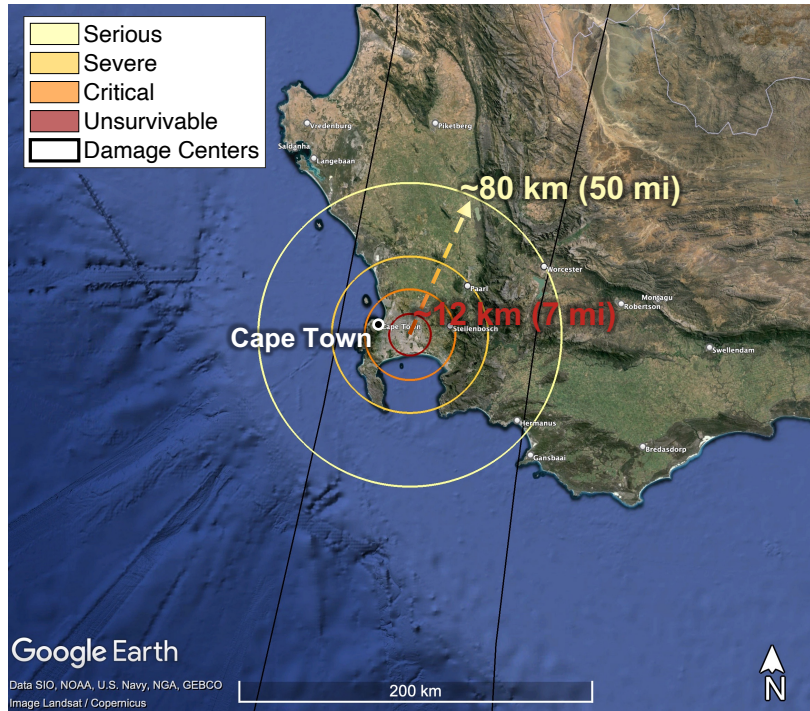 Serious
Severe
Critical
Unsurvivable
Damage Centers
Vredenburg
Piketberg
Saldanha
Langebaan
~80 km (50 mi)
Worcester
Paarl
Montagu
Robertson
~12 km (7 mi)
Cape Town
Stellenbosch
Cape Town
Swellendam
Hermanus
Bredasdorp
Gansbaai
Google Earth
Data SIO, NOAA, U.S. Navy, NGA, GEBCO
Image Landsat / Copernicus
200 km
N